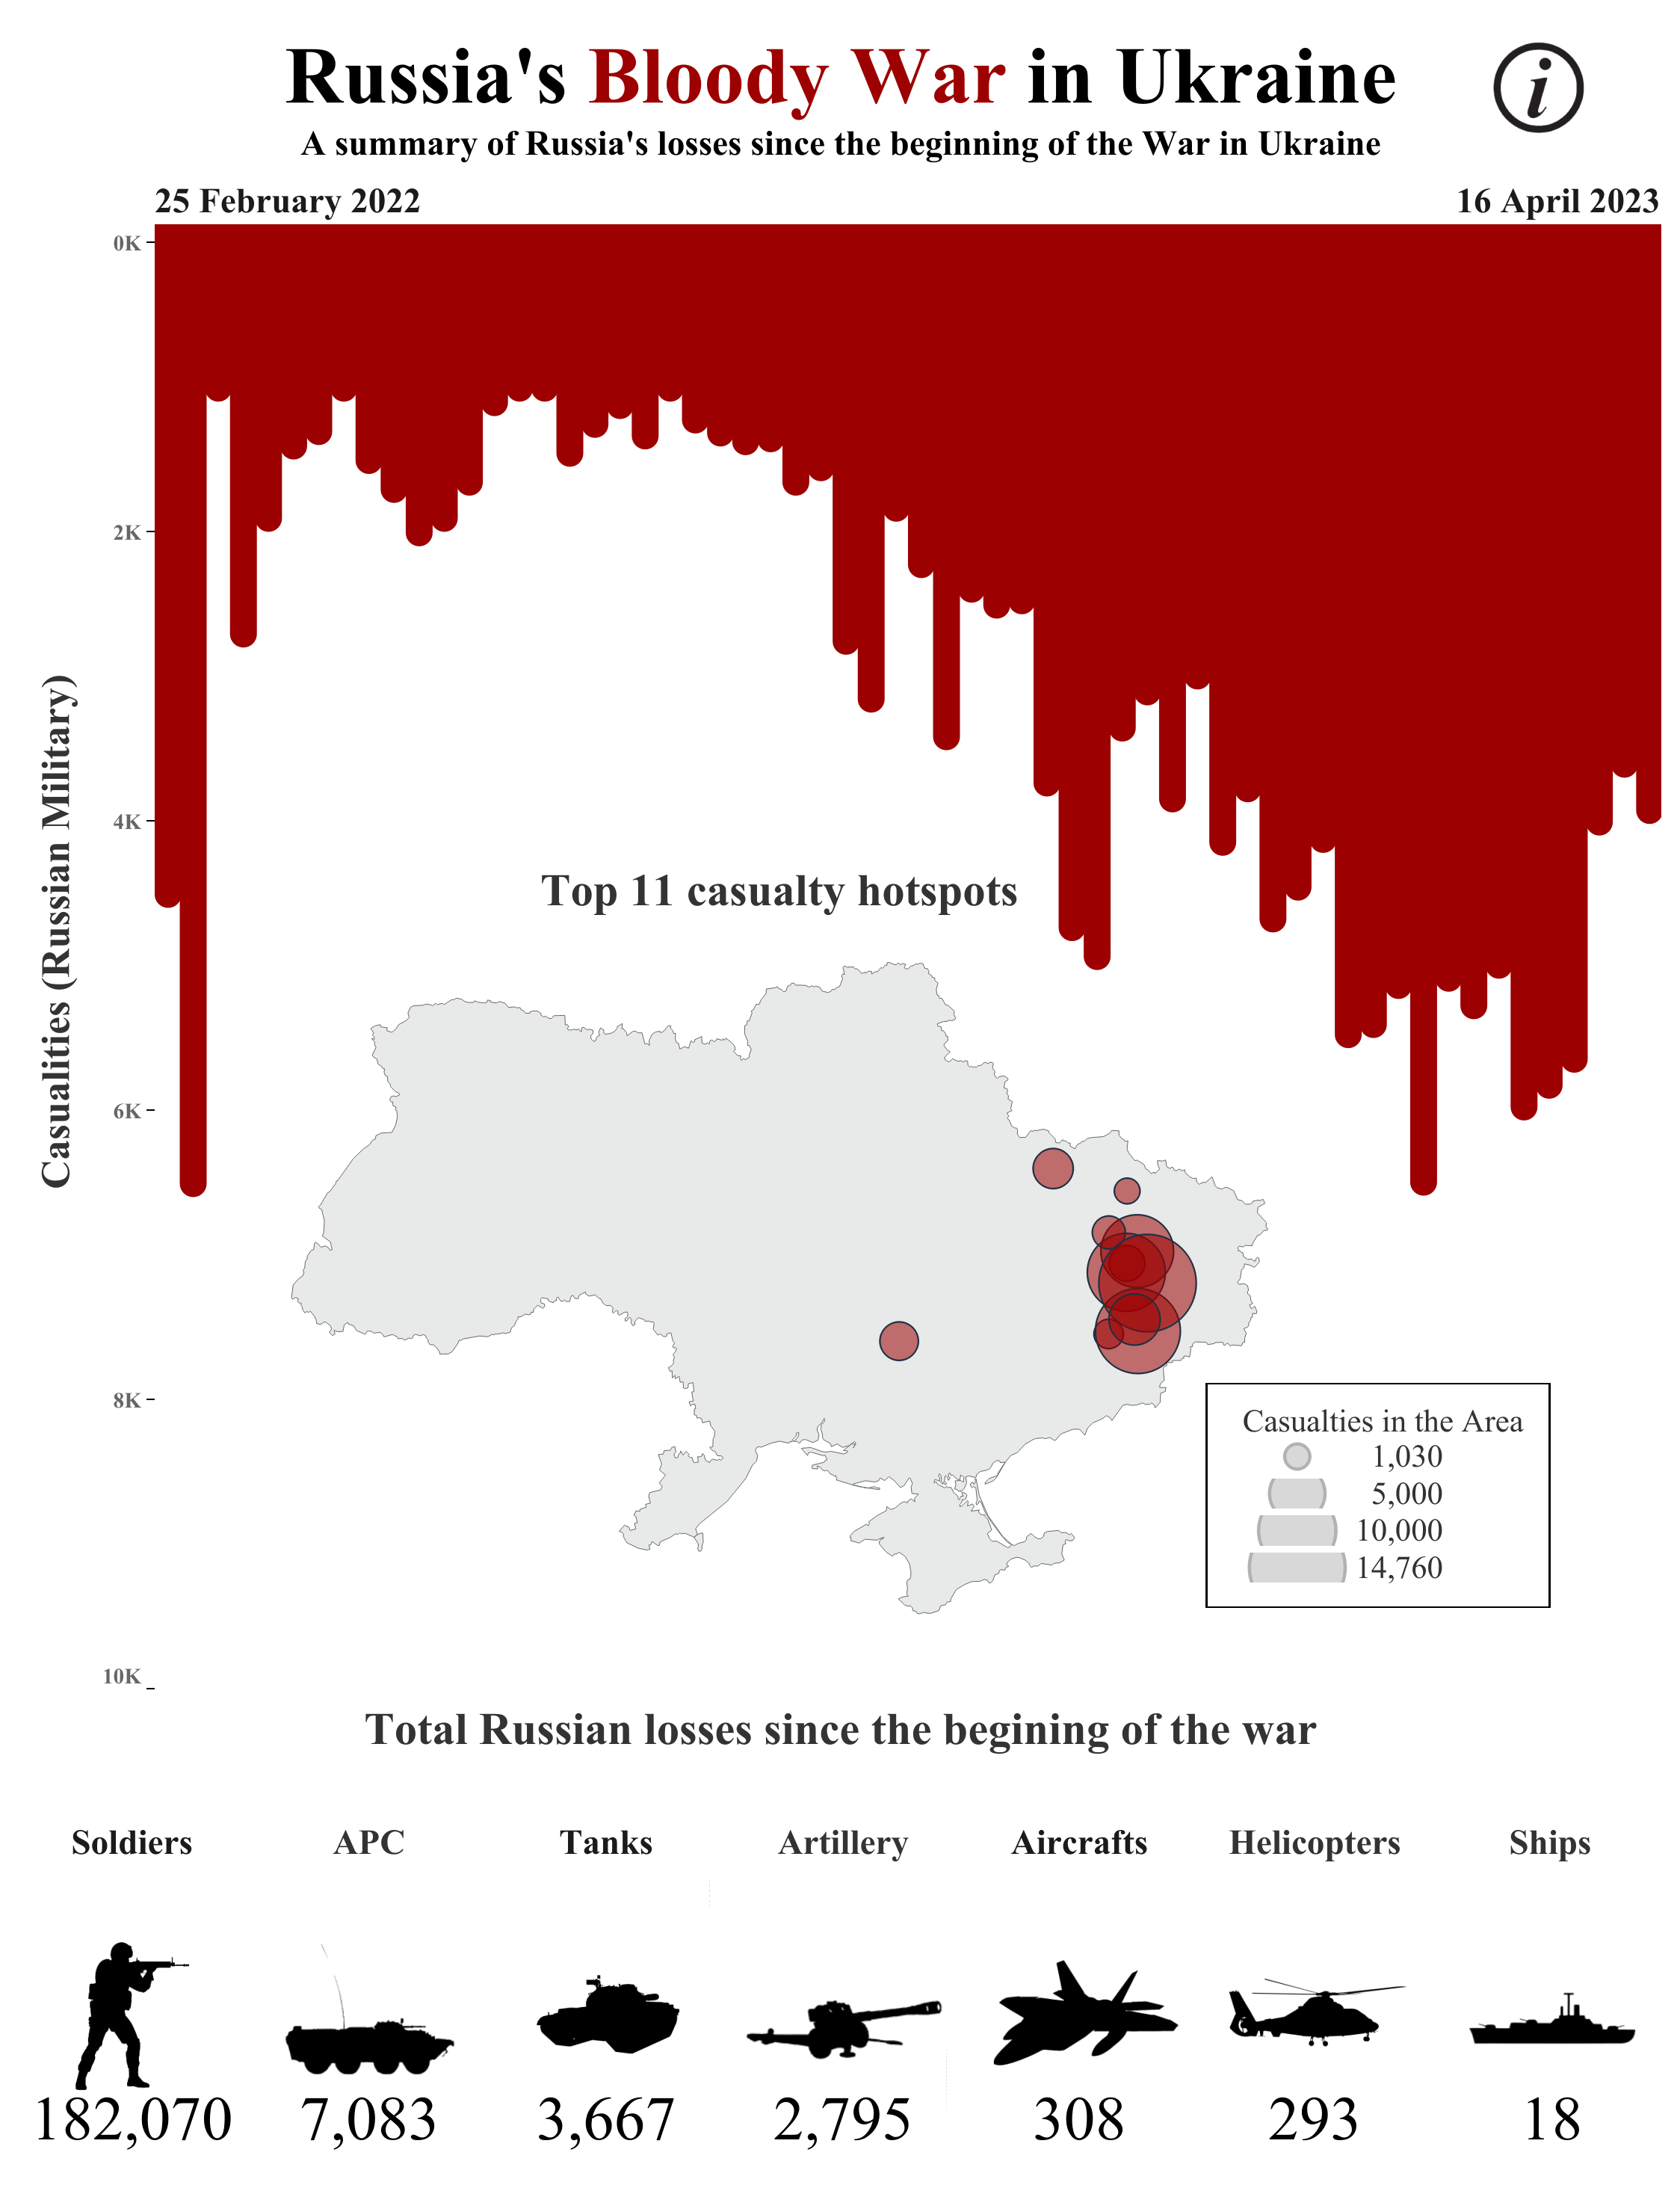 Russia's Bloody War in Ukraine
i
A summary of Russia's losses since the beginning of the War in Ukraine
25 February 2022
16 April 2023
0K
2K
4K
6K
8K
10K
Casualities (Russian Military)
Top 11 casualty hotspots
Casualties in the Area
1,030
5,000
10,000
14,760
Total Russian losses since the begining of the war
Soldiers APC Tanks Artillery Aircrafts Helicopters Ships
182,070 7,083 3,667 2,795 308 293 18